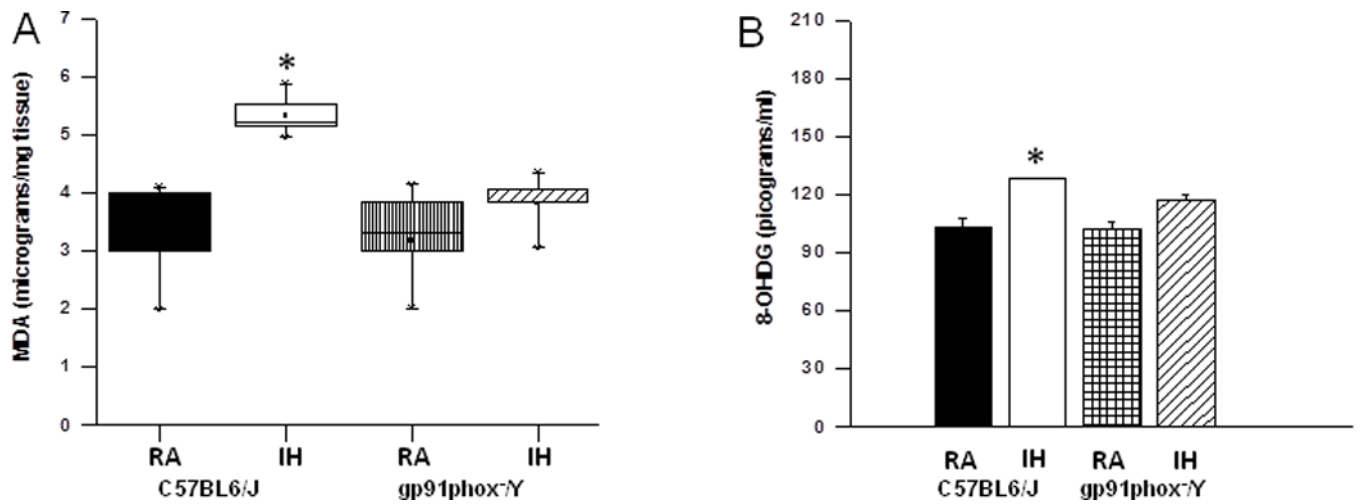 A
MDA (micrograms/mg tissue)
7
6
5
4
3
2
1
0
*
RA IH RA IH
C57BL6/J gp91phox-/Y
B
8-OHDG (picograms/ml)
210
180
150
120
90
60
30
0
*
RA IH RA IH
C57BL6/J gp91phox-/Y